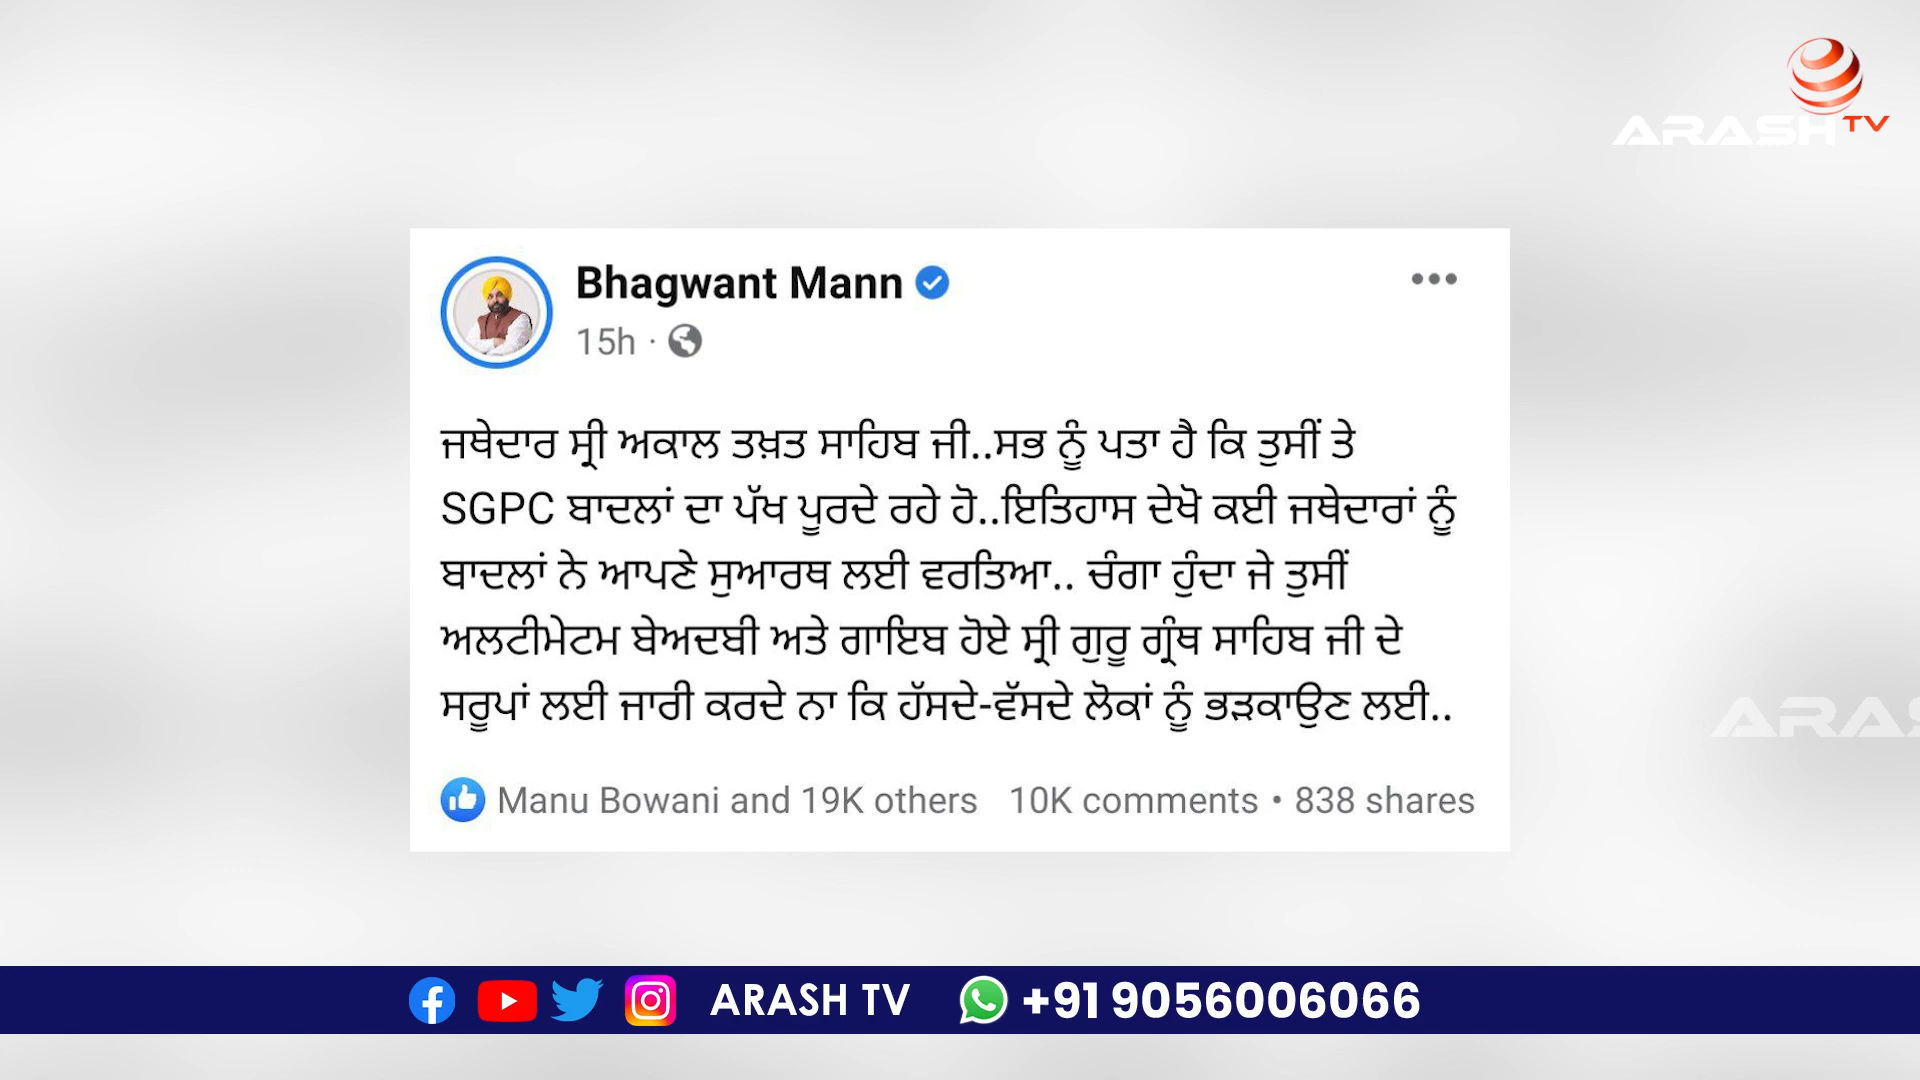 ARASH TV
Bhagwant Mann
15h ·
ਜਥੇਦਾਰ ਸ੍ਰੀ ਅਕਾਲ ਤਖ਼ਤ ਸਾਹਿਬ ਜੀ..ਸਭ ਨੂੰ ਪਤਾ ਹੈ ਕਿ ਤੁਸੀਂ ਤੇ
SGPC ਬਾਦਲਾਂ ਦਾ ਪੱਖ ਪੂਰਦੇ ਰਹੇ ਹੋ..ਇਤਿਹਾਸ ਦੇਖੋ ਕਈ ਜਥੇਦਾਰਾਂ ਨੂੰ
ਬਾਦਲਾਂ ਨੇ ਆਪਣੇ ਸੁਆਰਥ ਲਈ ਵਰਤਿਆ.. ਚੰਗਾ ਹੁੰਦਾ ਜੇ ਤੁਸੀਂ
ਅਲਟੀਮੇਟਮ ਬੇਅਦਬੀ ਅਤੇ ਗਾਇਬ ਹੋਏ ਸ੍ਰੀ ਗੁਰੂ ਗ੍ਰੰਥ ਸਾਹਿਬ ਜੀ ਦੇ
ਸਰੂਪਾਂ ਲਈ ਜਾਰੀ ਕਰਦੇ ਨਾ ਕਿ ਹੱਸਦੇ-ਵੱਸਦੇ ਲੋਕਾਂ ਨੂੰ ਭੜਕਾਉਣ ਲਈ..
ARAS
Manu Bowani and 19K others 10K comments • 838 shares
ARASH TV +91 9056006066